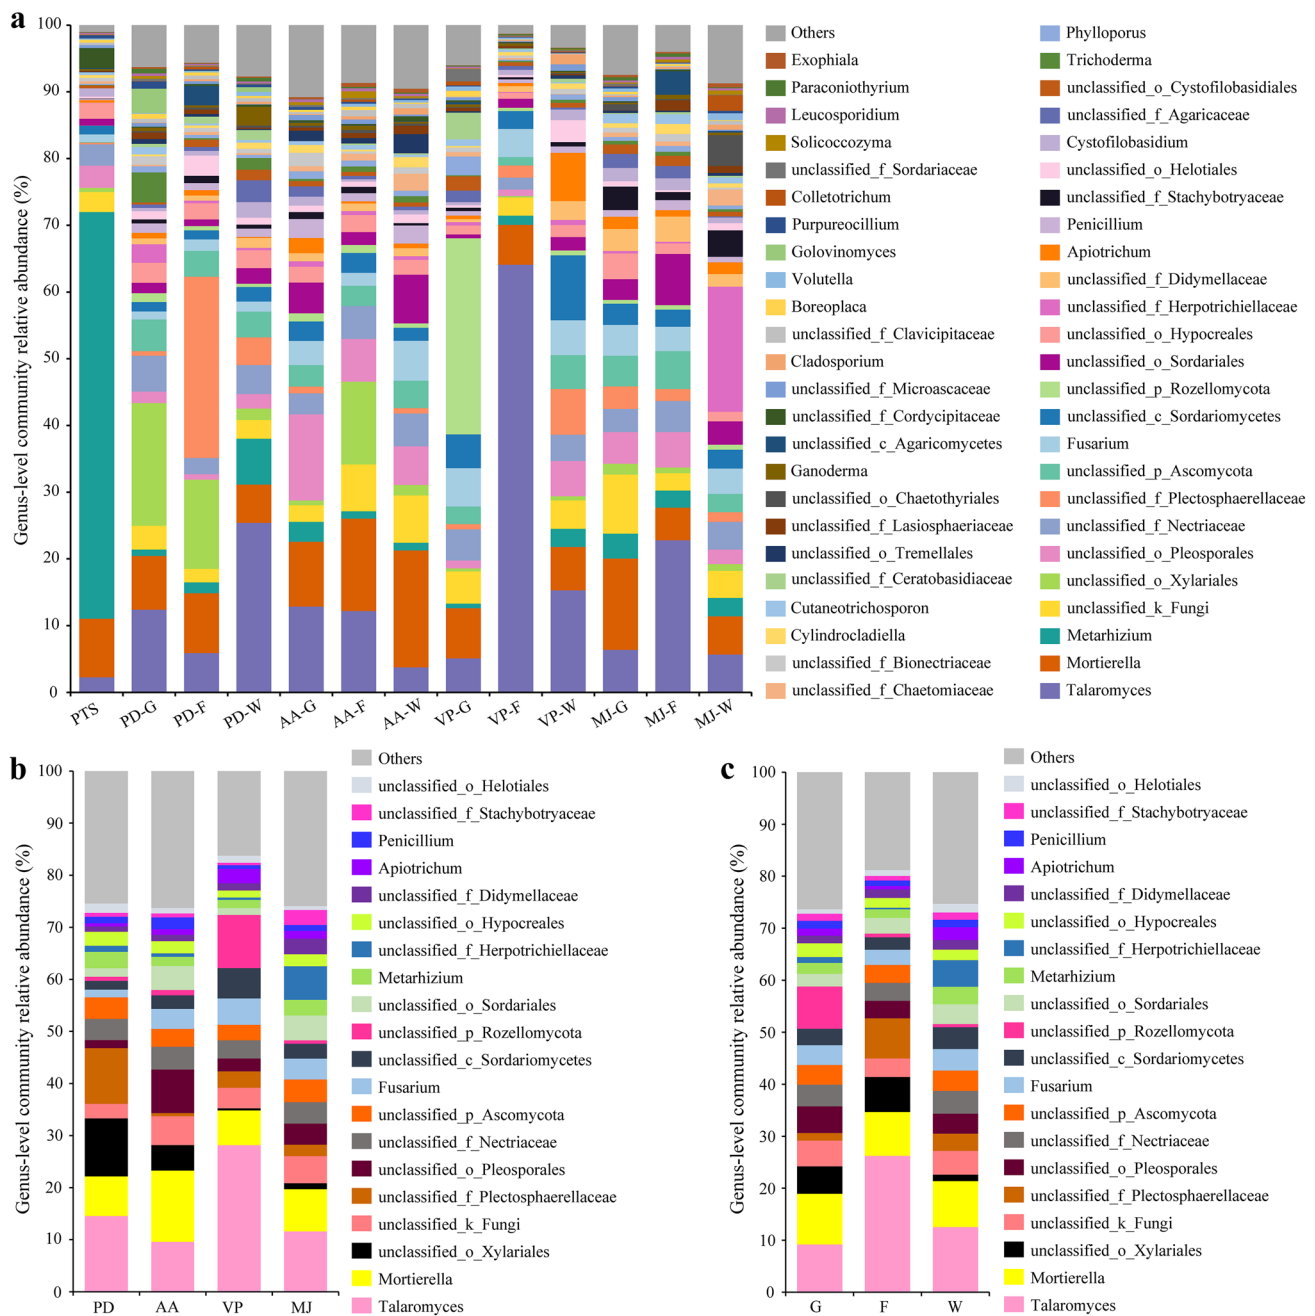 a
Genus-level community relative abundance (%)
100
90
80
70
60
50
40
30
20
10
0
PTS
PD-G
PD-F
PD-W
AA-G
AA-F
AA-W
VP-G
VP-F
VP-W
MJ-G
MJ-F
MJ-W
Others
Exophiala
Paraconiothyrium
Leucosporidium
Solicoccozyma
unclassified_f_Sordariaceae
Colletotrichum
Purpureocillium
Golovinomyces
Volutella
Boreoplaca
unclassified_f_Clavicipitaceae
Cladosporium
unclassified_f_Microascaceae
unclassified_f_Cordycipitaceae
unclassified_c_Agaricomycetes
Ganoderma
unclassified_o_Chaetothyriales
unclassified_f_Lasiosphaeriaceae
unclassified_o_Tremellales
unclassified_f_Ceratobasidiaceae
Cutaneotrichosporon
Cylindrocladiella
unclassified_f_Bionectriaceae
unclassified_f_Chaetomiaceae
Phylloporus
Trichoderma
unclassified_o_Cystofilobasidiales
unclassified_f_Agaricaceae
Cystofilobasidium
unclassified_o_Helotiales
unclassified_f_Stachybotryaceae
Penicillium
Apiotrichum
unclassified_f_Didymellaceae
unclassified_f_Herpotrichiellaceae
unclassified_o_Hypocreales
unclassified_o_Sordariales
unclassified_p_Rozellomycota
unclassified_c_Sordariomycetes
Fusarium
unclassified_p_Ascomycota
unclassified_f_Plectosphaerellaceae
unclassified_f_Nectriaceae
unclassified_o_Pleosporales
unclassified_o_Xylariales
unclassified_k_Fungi
Metarhizium
Mortierella
Talaromyces
b
Genus-level community relative abundance (%)
100
90
80
70
60
50
40
30
20
10
0
PD
AA
VP
MJ
Others
unclassified_o_Helotiales
unclassified_f_Stachybotryaceae
Penicillium
Apiotrichum
unclassified_f_Didymellaceae
unclassified_o_Hypocreales
unclassified_f_Herpotrichiellaceae
Metarhizium
unclassified_o_Sordariales
unclassified_p_Rozellomycota
unclassified_c_Sordariomycetes
Fusarium
unclassified_p_Ascomycota
unclassified_f_Nectriaceae
unclassified_o_Pleosporales
unclassified_f_Plectosphaerellaceae
unclassified_k_Fungi
unclassified_o_Xylariales
Mortierella
Talaromyces
c
Genus-level community relative abundance (%)
100
90
80
70
60
50
40
30
20
10
0
G
F
W
Others
unclassified_o_Helotiales
unclassified_f_Stachybotryaceae
Penicillium
Apiotrichum
unclassified_f_Didymellaceae
unclassified_o_Hypocreales
unclassified_f_Herpotrichiellaceae
Metarhizium
unclassified_o_Sordariales
unclassified_p_Rozellomycota
unclassified_c_Sordariomycetes
Fusarium
unclassified_p_Ascomycota
unclassified_f_Nectriaceae
unclassified_o_Pleosporales
unclassified_f_Plectosphaerellaceae
unclassified_k_Fungi
unclassified_o_Xylariales
Mortierella
Talaromyces